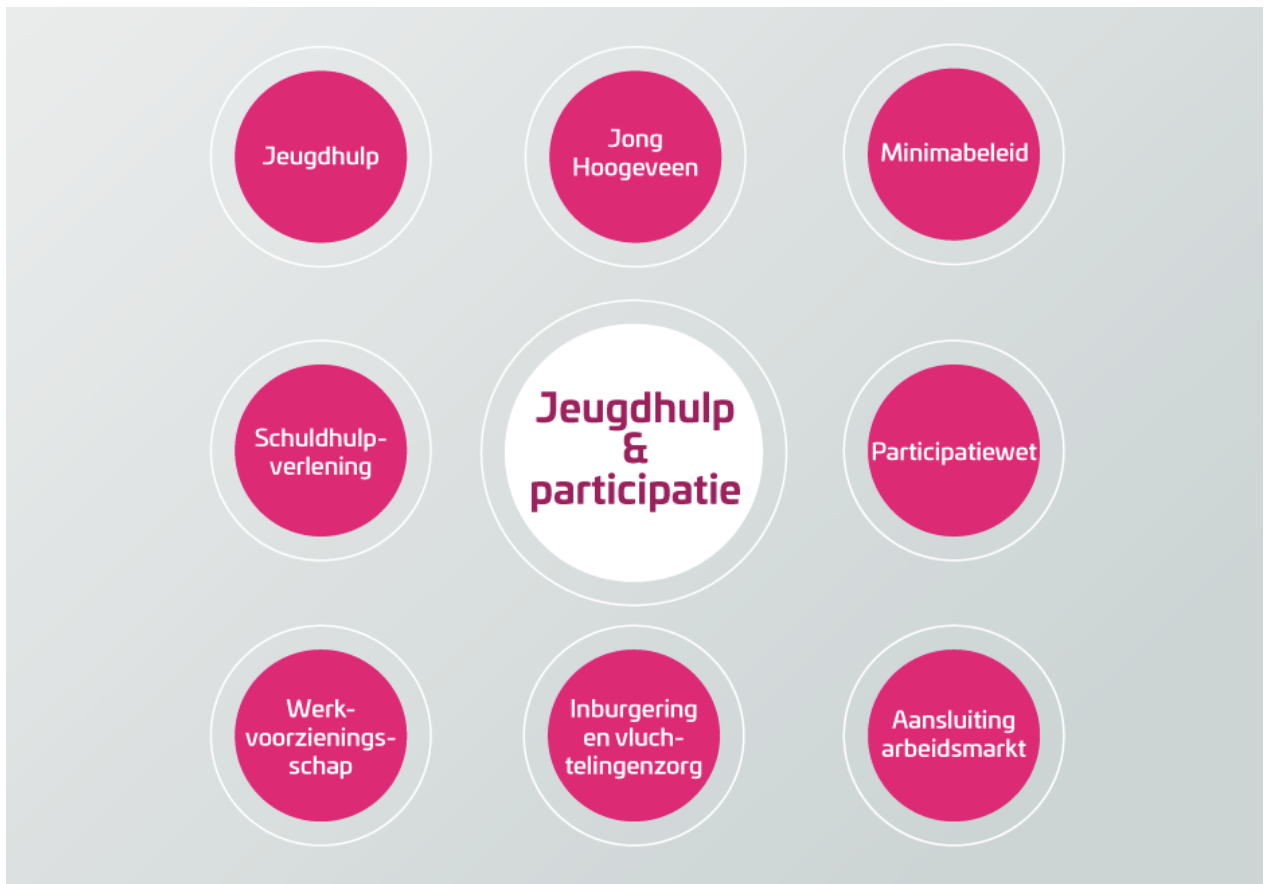 Jeugdhulp
Jong
Hoogeveen
Minimabeleid
Schuldhulp-
verlening
Jeugdhulp
&
participatie
Participatiewet
Werk-
voorzienings-
schap
Inburgering
en vluch-
telingenzorg
Aansluiting
arbeidsmarkt